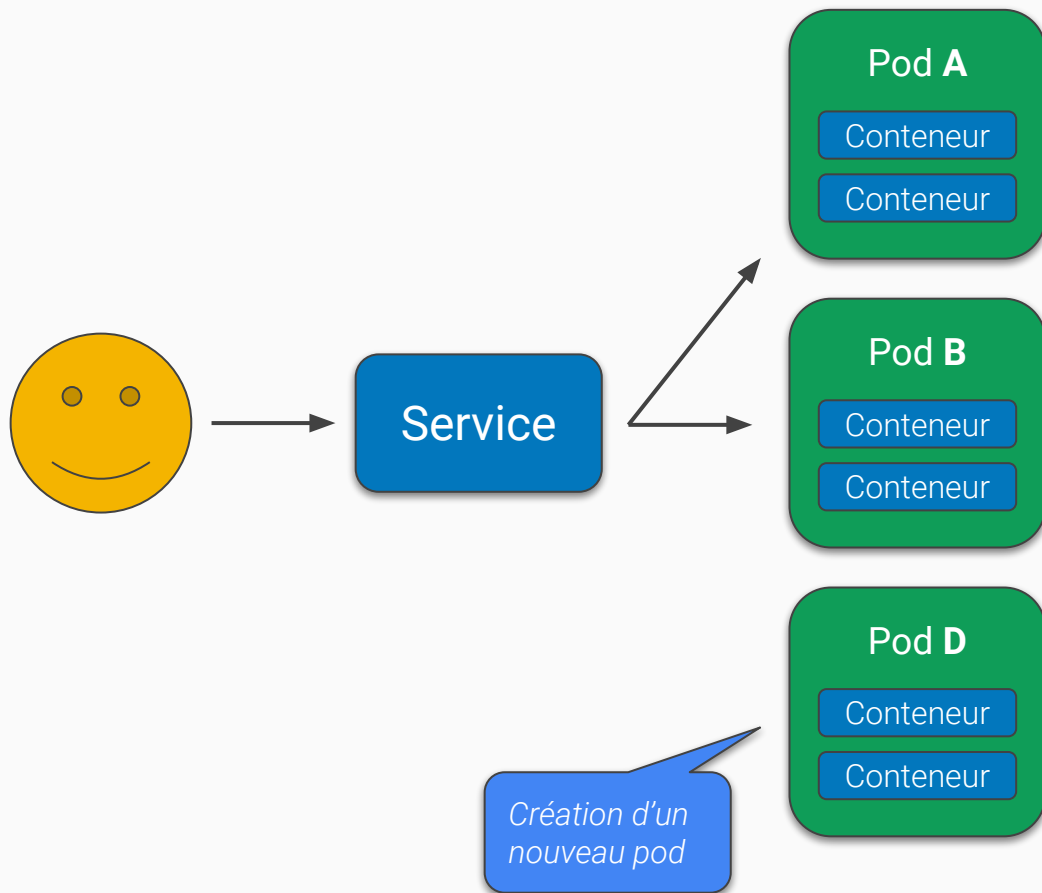 Pod A
Conteneur
Conteneur
Service
Pod B
Conteneur
Conteneur
Pod D
Conteneur
Conteneur
Création d’un
nouveau pod